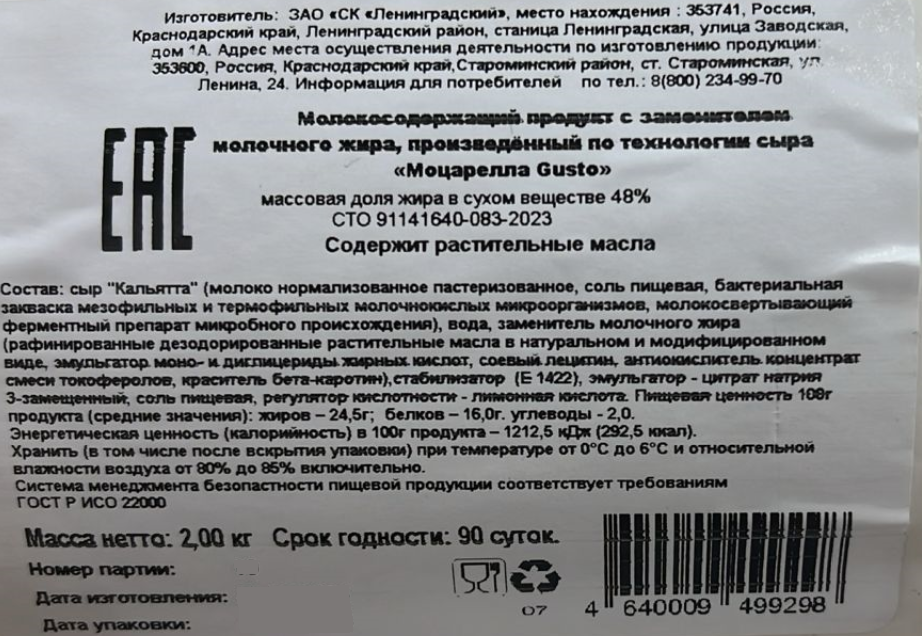 Изготовитель: ЗАО «СК «Ленинградский», место нахождения : 353741, Россия,
Краснодарский край, Ленинградский район, станица Ленинградская, улица Заводская,
дом 1А. Адрес места осуществления деятельности по изготовлению продукции:
353600, Россия, Краснодарский край,Староминский район, ст. Староминская, ул.
Ленина, 24. Информация для потребителей по тел.: 8(800) 234-99-70
Молокосодержащий продукт с заменителем
молочного жира, произведённый по технологии сыра
«Моцарелла Gusto»
массовая доля жира в сухом веществе 48%
СТО 91141640-083-2023
Содержит растительные масла
EAC
Состав: сыр "Кальятта" (молоко нормализованное пастеризованное, соль пищевая, бактериальная
закваска мезофильных и термофильных молочнокислых микроорганизмов, молокосвертывающий
ферментный препарат микробного происхождения), вода, заменитель молочного жира
(рафинированные дезодорированные растительные масла в натуральном и модифицированном
виде, эмульгатор моно- и диглицериды жирных кислот, соевый лецитин, антиокислитель концентрат
смеси токоферолов, краситель бета-каротин),стабилизатор (Е 1422), эмульгатор - цитрат натрия
3-замещенный, соль пищевая, регулятор кислотности - лимонная кислота. Пищевая ценность 100г
продукта (средние значения): жиров – 24,5г; белков – 16,0г. углеводы - 2,0.
Энергетическая ценность (калорийность) в 100г продукта – 1212,5 кДж (292,5 ккал).
Хранить (в том числе после вскрытия упаковки) при температуре от 0°С до 6°С и относительной
влажности воздуха от 80% до 85% включительно.
Система менеджмента безопастности пищевой продукции соответствует требованиям
ГОСТ Р ИСО 22000
Масса нетто: 2,00 кг Срок годности: 90 суток.
Номер партии:
Дата изготовления:
Дата упаковки:
07
4 640009 499298